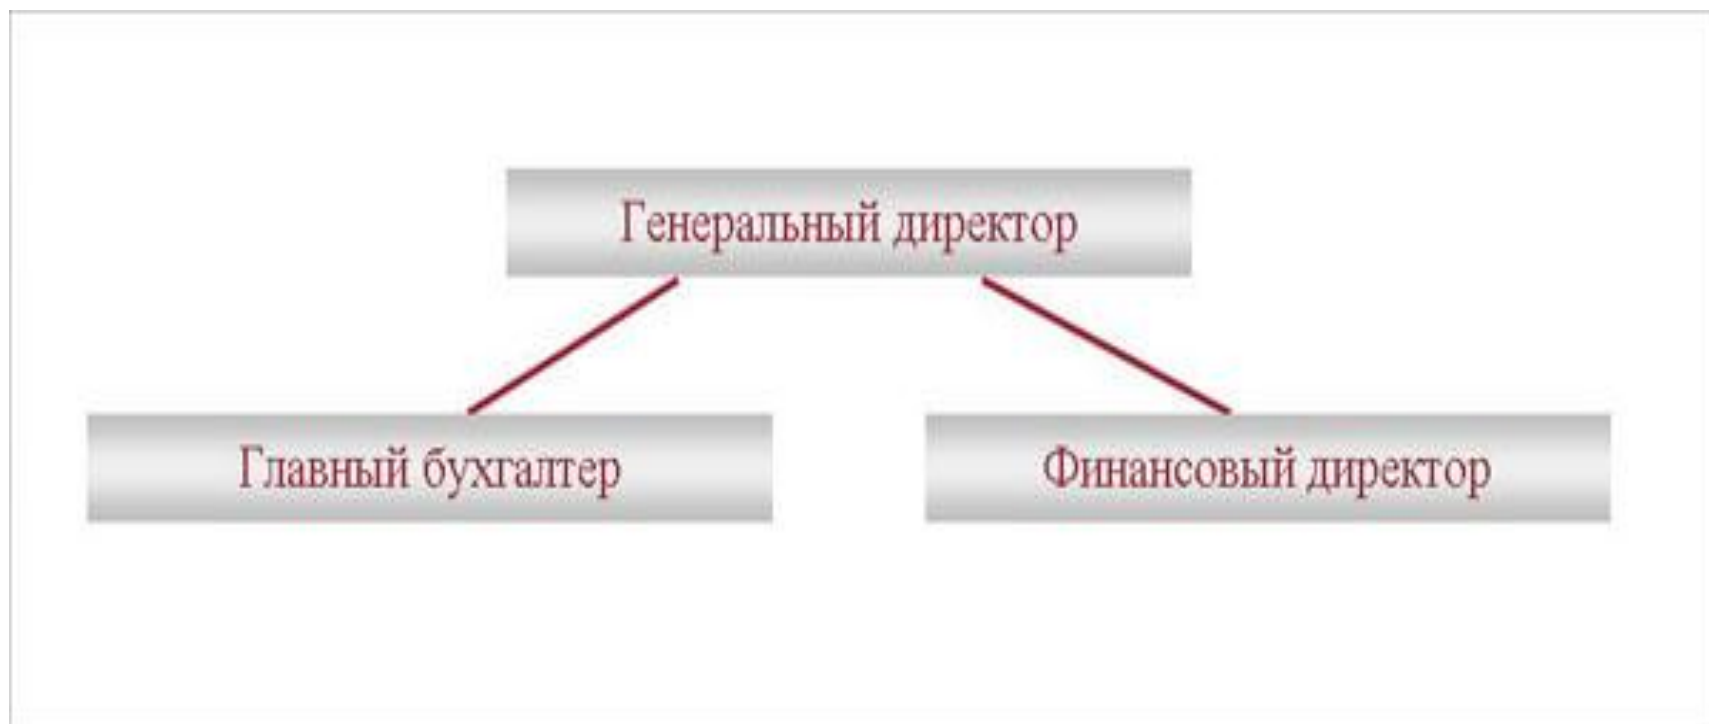 Генеральный директор
Главный бухгалтер
Финансовый директор